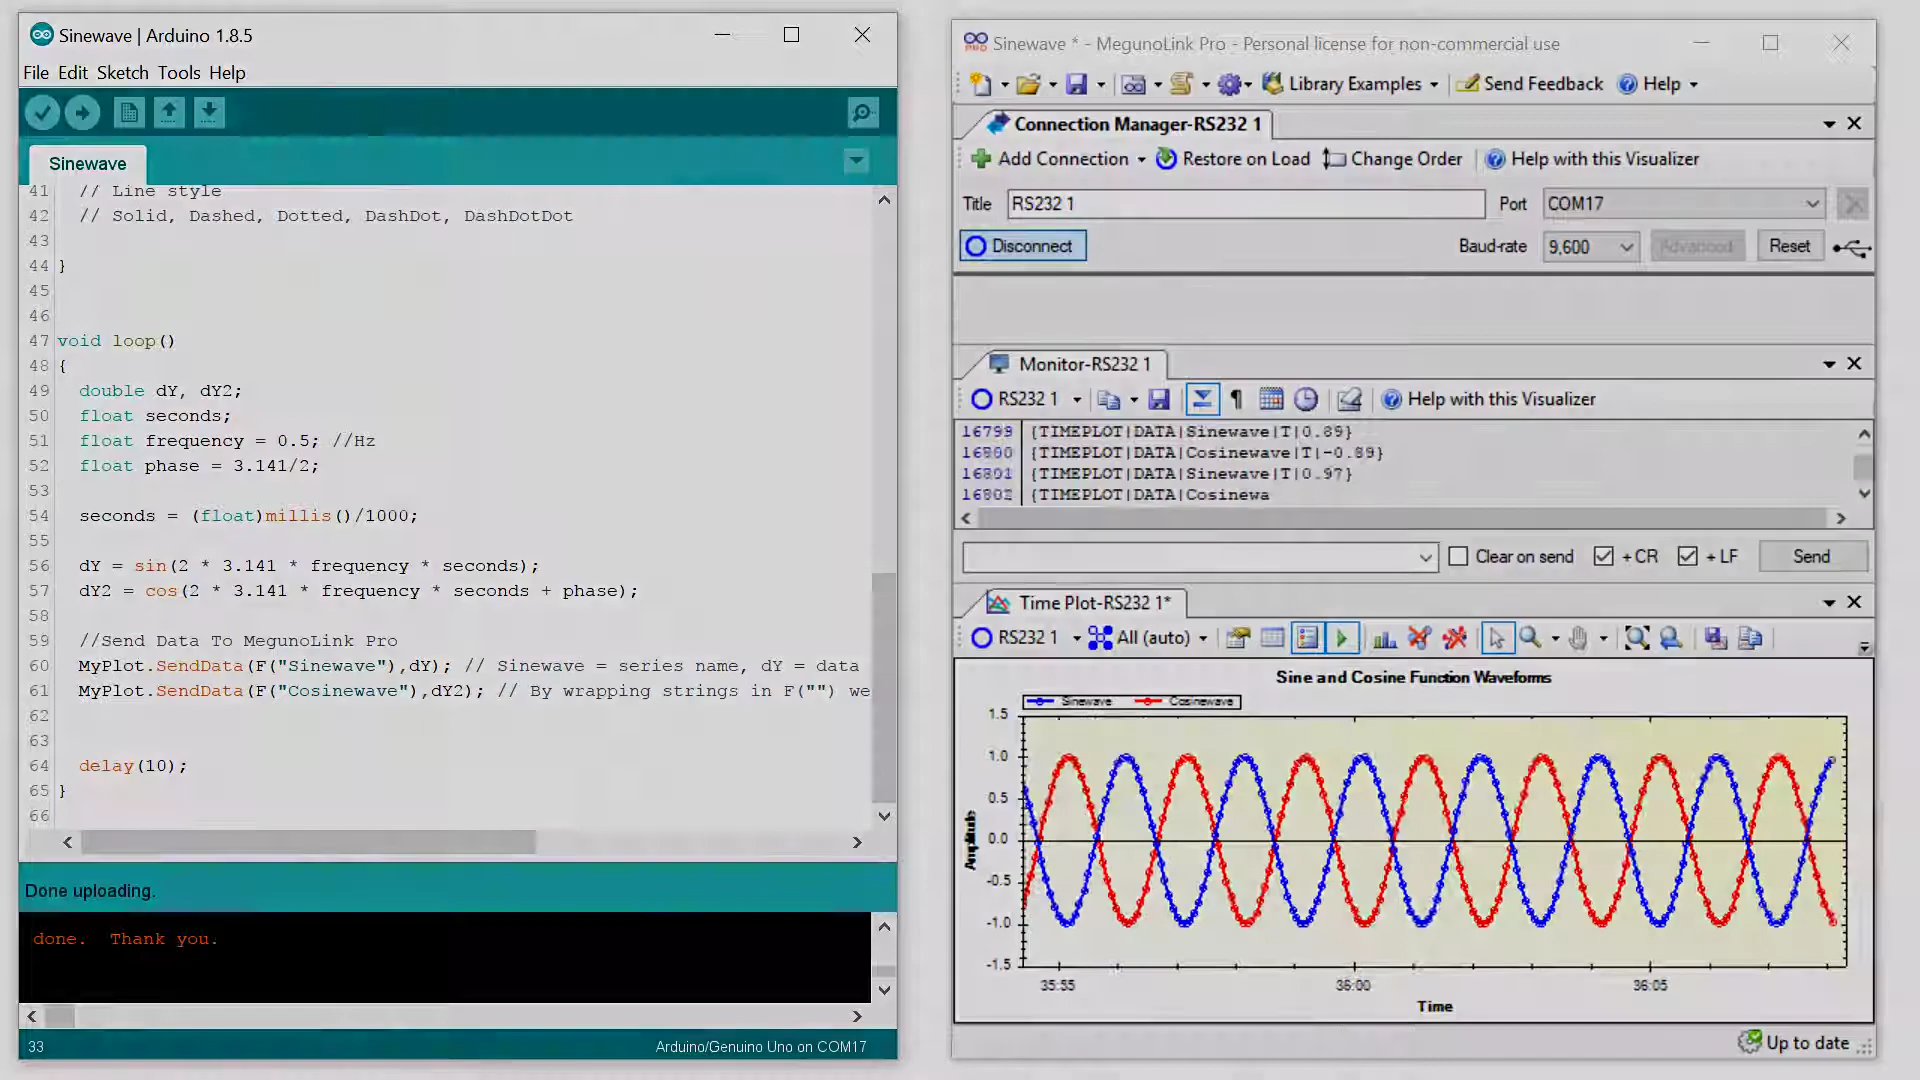 Sinewave | Arduino 1.8.5
File Edit Sketch Tools Help
Sinewave
41 // Line style
42 // Solid, Dashed, Dotted, DashDot, DashDotDot
43
44 }
45
46
47 void loop()
48 {
49 double dY, dY2;
50 float seconds;
51 float frequency = 0.5; //Hz
52 float phase = 3.141/2;
53
54 seconds = (float)millis()/1000;
55
56 dY = sin(2 * 3.141 * frequency * seconds);
57 dY2 = cos(2 * 3.141 * frequency * seconds + phase);
58
59 //Send Data To MegunoLink Pro
60 MyPlot.SendData(F("Sinewave"),dY); // Sinewave = series name, dY = data
61 MyPlot.SendData(F("Cosinewave"),dY2); // By wrapping strings in F("") we
62
63
64 delay(10);
65 }
66
Done uploading.
done. Thank you.
33 Arduino/Genuino Uno on COM17
PRO Sinewave * - MegunoLink Pro - Personal license for non-commercial use
Library Examples Send Feedback Help
Connection Manager-RS232 1
Add Connection Restore on Load Change Order Help with this Visualizer
Title RS232 1 Port COM17
Disconnect Baud-rate 9,600 Advanced Reset
Monitor-RS232 1
RS232 1 Help with this Visualizer
16799 {TIMEPLOT|DATA|Sinewave|T|0.89}
16800 {TIMEPLOT|DATA|Cosinewave|T|-0.89}
16801 {TIMEPLOT|DATA|Sinewave|T|0.97}
16802 {TIMEPLOT|DATA|Cosinewa
Clear on send + CR + LF Send
Time Plot-RS232 1*
RS232 1 All (auto)
Sine and Cosine Function Waveforms
Sinewave Cosinewave
1.5
1.0
0.5
0.0
-0.5
-1.0
-1.5
Amplitude
35:55 36:00 36:05
Time
Up to date